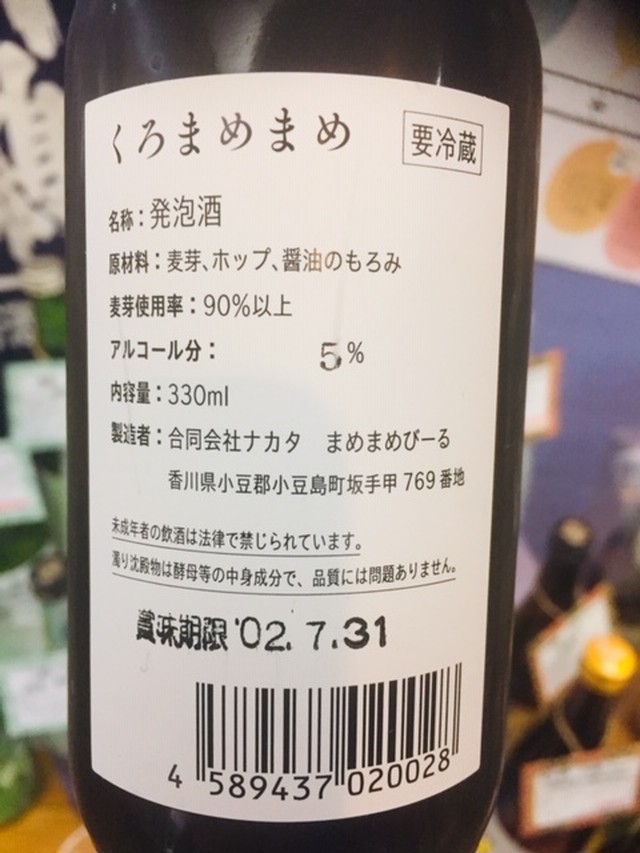 くろまめまめ
要冷蔵
名称：発泡酒
原材料：麦芽、ホップ、醤油のもろみ
麦芽使用率：90%以上
アルコール分： 5%
内容量：330ml
製造者：合同会社ナカタ まめまめびーる
香川県小豆郡小豆島町坂手甲769番地
未成年者の飲酒は法律で禁じられています。
濁り沈殿物は酵母等の中身成分で、品質には問題ありません。
賞味期限 '02.7.31
4 589437 020028